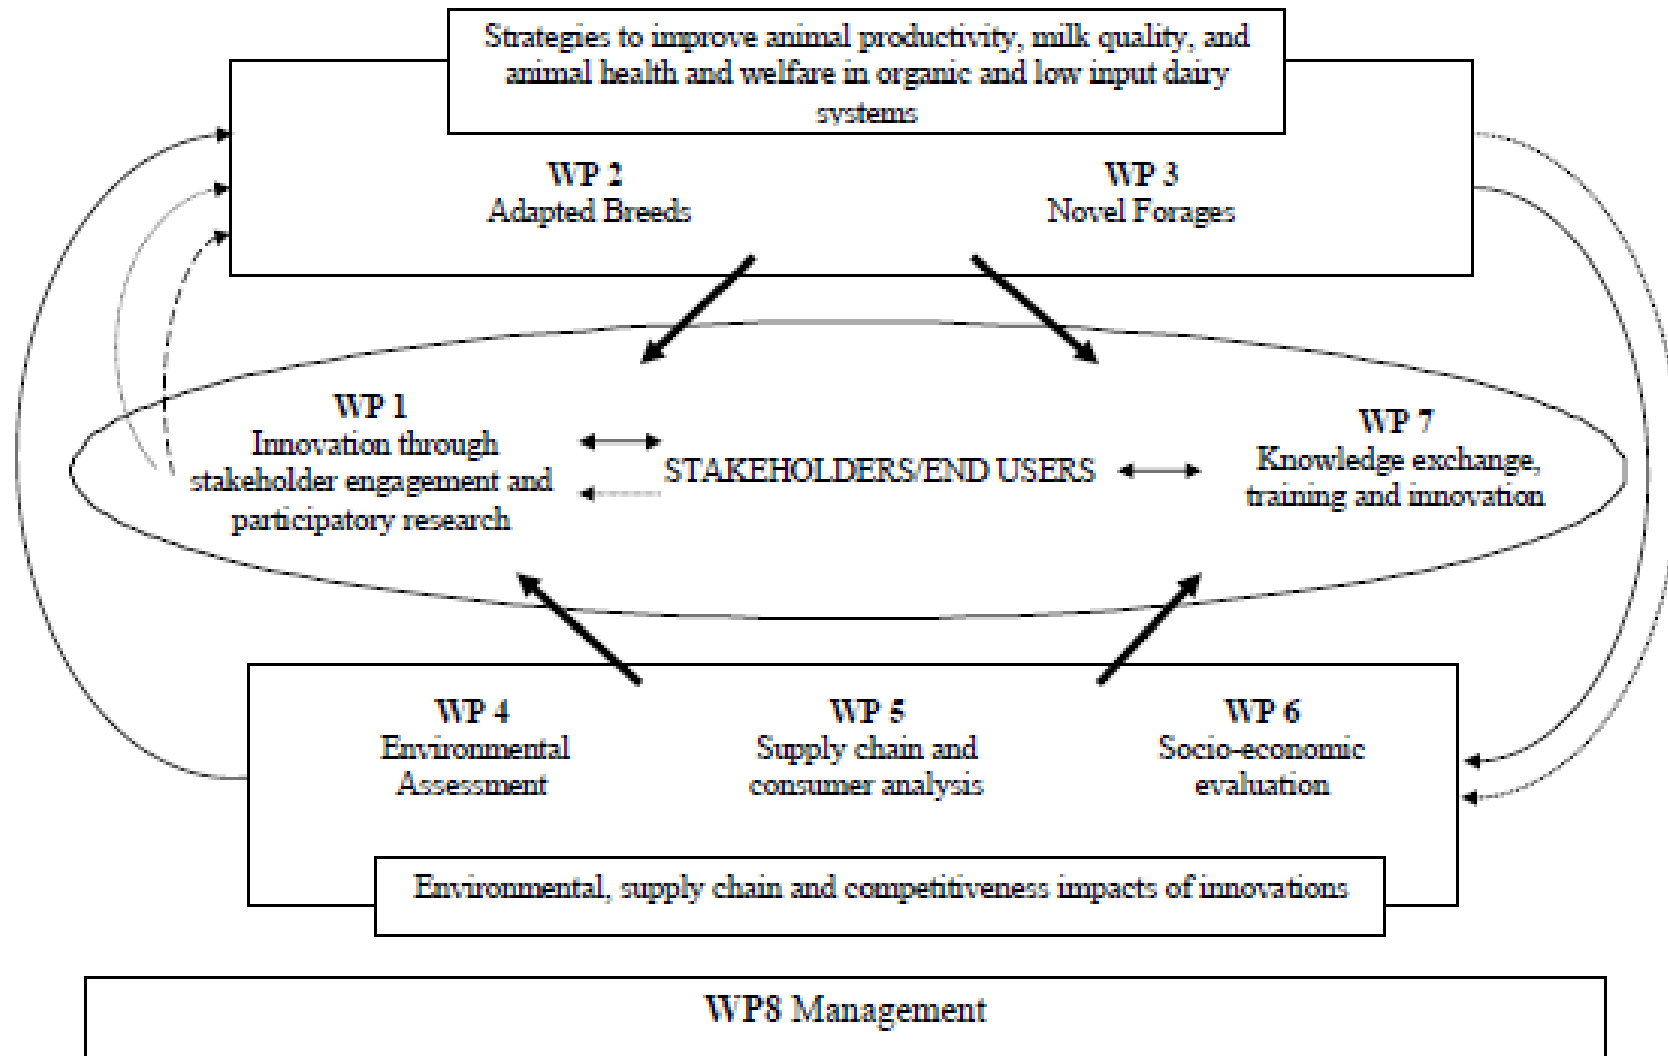 Strategies to improve animal productivity, milk quality, and
animal health and welfare in organic and low input dairy
systems
WP 2
Adapted Breeds
WP 3
Novel Forages
WP 1
Innovation through
stakeholder engagement and
participatory research
STAKEHOLDERS/END USERS
WP 7
Knowledge exchange,
training and innovation
WP 4
Environmental
Assessment
WP 5
Supply chain and
consumer analysis
WP 6
Socio-economic
evaluation
Environmental, supply chain and competitiveness impacts of innovations
WP8 Management